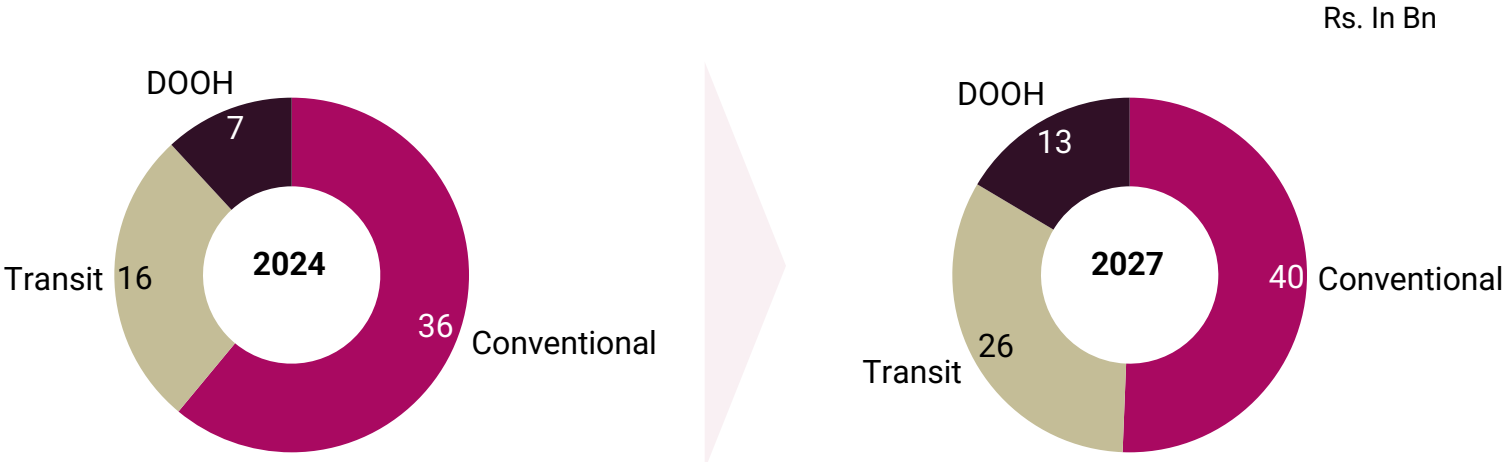 Rs. In Bn
DOOH
7
2024
Transit 16
36
Conventional
DOOH
13
2027
40 Conventional
26
Transit